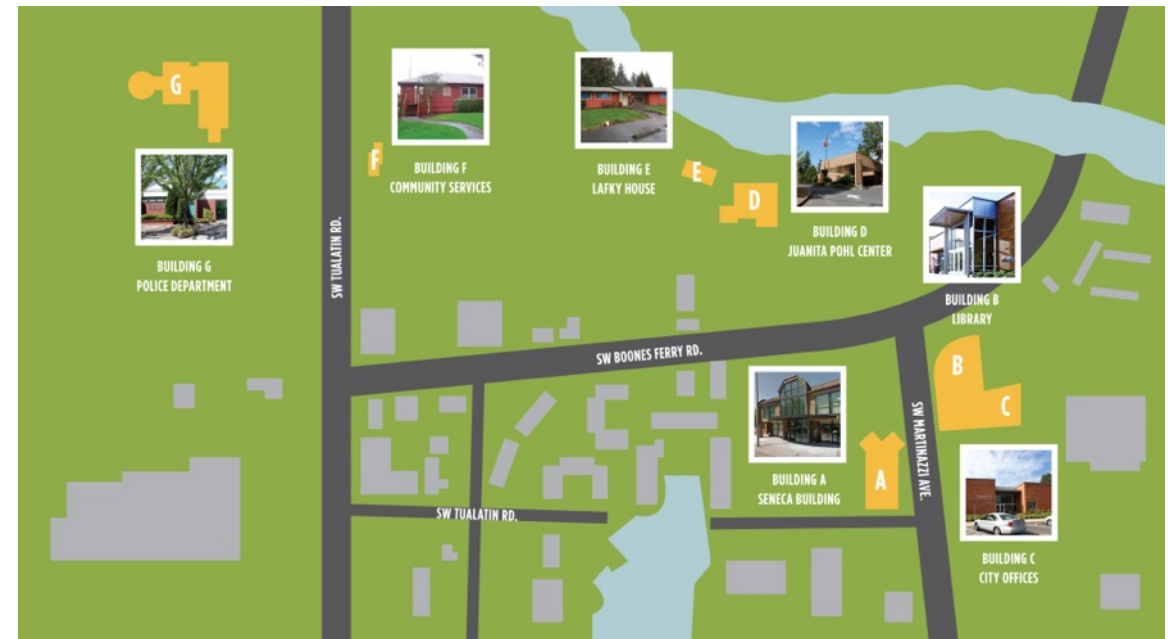 G
BUILDING G
POLICE DEPARTMENT
SW TUALATIN RD.
F
BUILDING F
COMMUNITY SERVICES
BUILDING E
LAFKY HOUSE
E
D
BUILDING D
JUANITA POHL CENTER
BUILDING B
LIBRARY
SW BOONES FERRY RD.
B
C
SW MARTINAZZI AVE.
A
BUILDING A
SENECA BUILDING
SW TUALATIN RD.
BUILDING C
CITY OFFICES